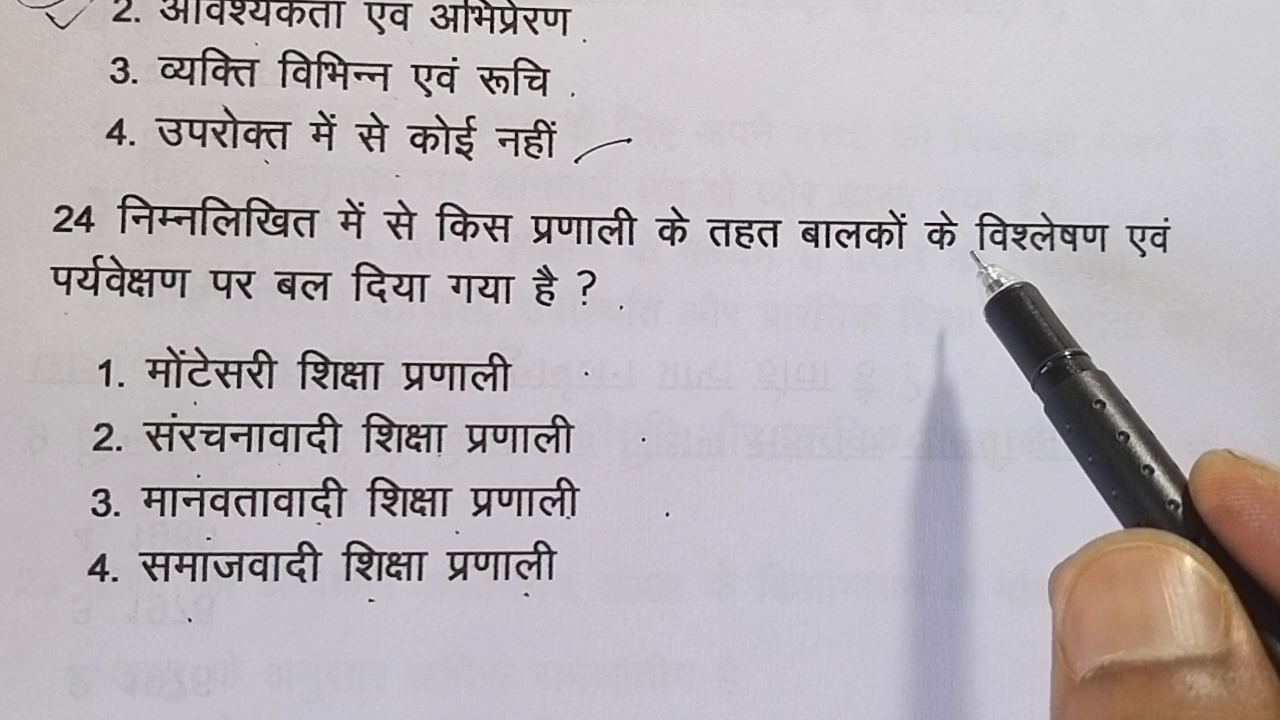 2. आवश्यकता एवं अभिप्रेरण
3. व्यक्ति विभिन्न एवं रूचि
4. उपरोक्त में से कोई नहीं
24 निम्नलिखित में से किस प्रणाली के तहत बालकों के विश्लेषण एवं
पर्यवेक्षण पर बल दिया गया है ?
1. मोंटेसरी शिक्षा प्रणाली
2. संरचनावादी शिक्षा प्रणाली
3. मानवतावादी शिक्षा प्रणाली
4. समाजवादी शिक्षा प्रणाली